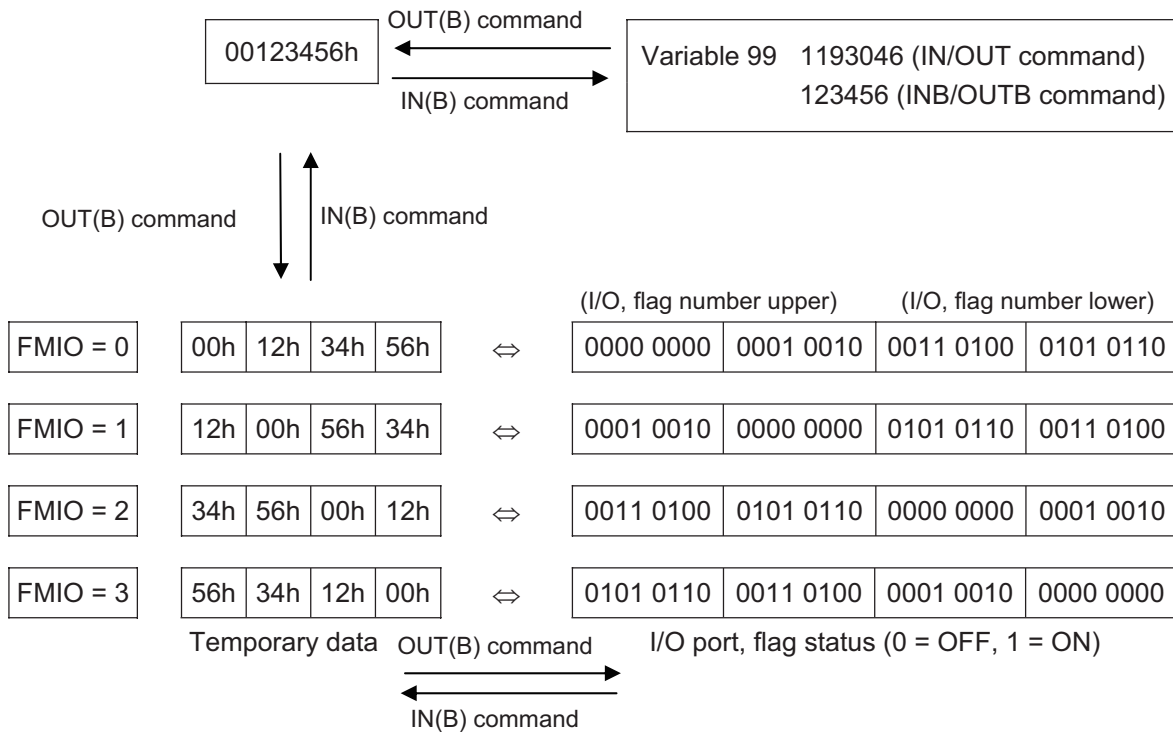 OUT(B) command
00123456h
Variable 99 1193046 (IN/OUT command)
IN(B) command
123456 (INB/OUTB command)
OUT(B) command IN(B) command
(I/O, flag number upper) (I/O, flag number lower)
FMIO = 0 00h 12h 34h 56h ⇔ 0000 0000 0001 0010 0011 0100 0101 0110
FMIO = 1 12h 00h 56h 34h ⇔ 0001 0010 0000 0000 0101 0110 0011 0100
FMIO = 2 34h 56h 00h 12h ⇔ 0011 0100 0101 0110 0000 0000 0001 0010
FMIO = 3 56h 34h 12h 00h ⇔ 0101 0110 0011 0100 0001 0010 0000 0000
Temporary data OUT(B) command I/O port, flag status (0 = OFF, 1 = ON)
IN(B) command